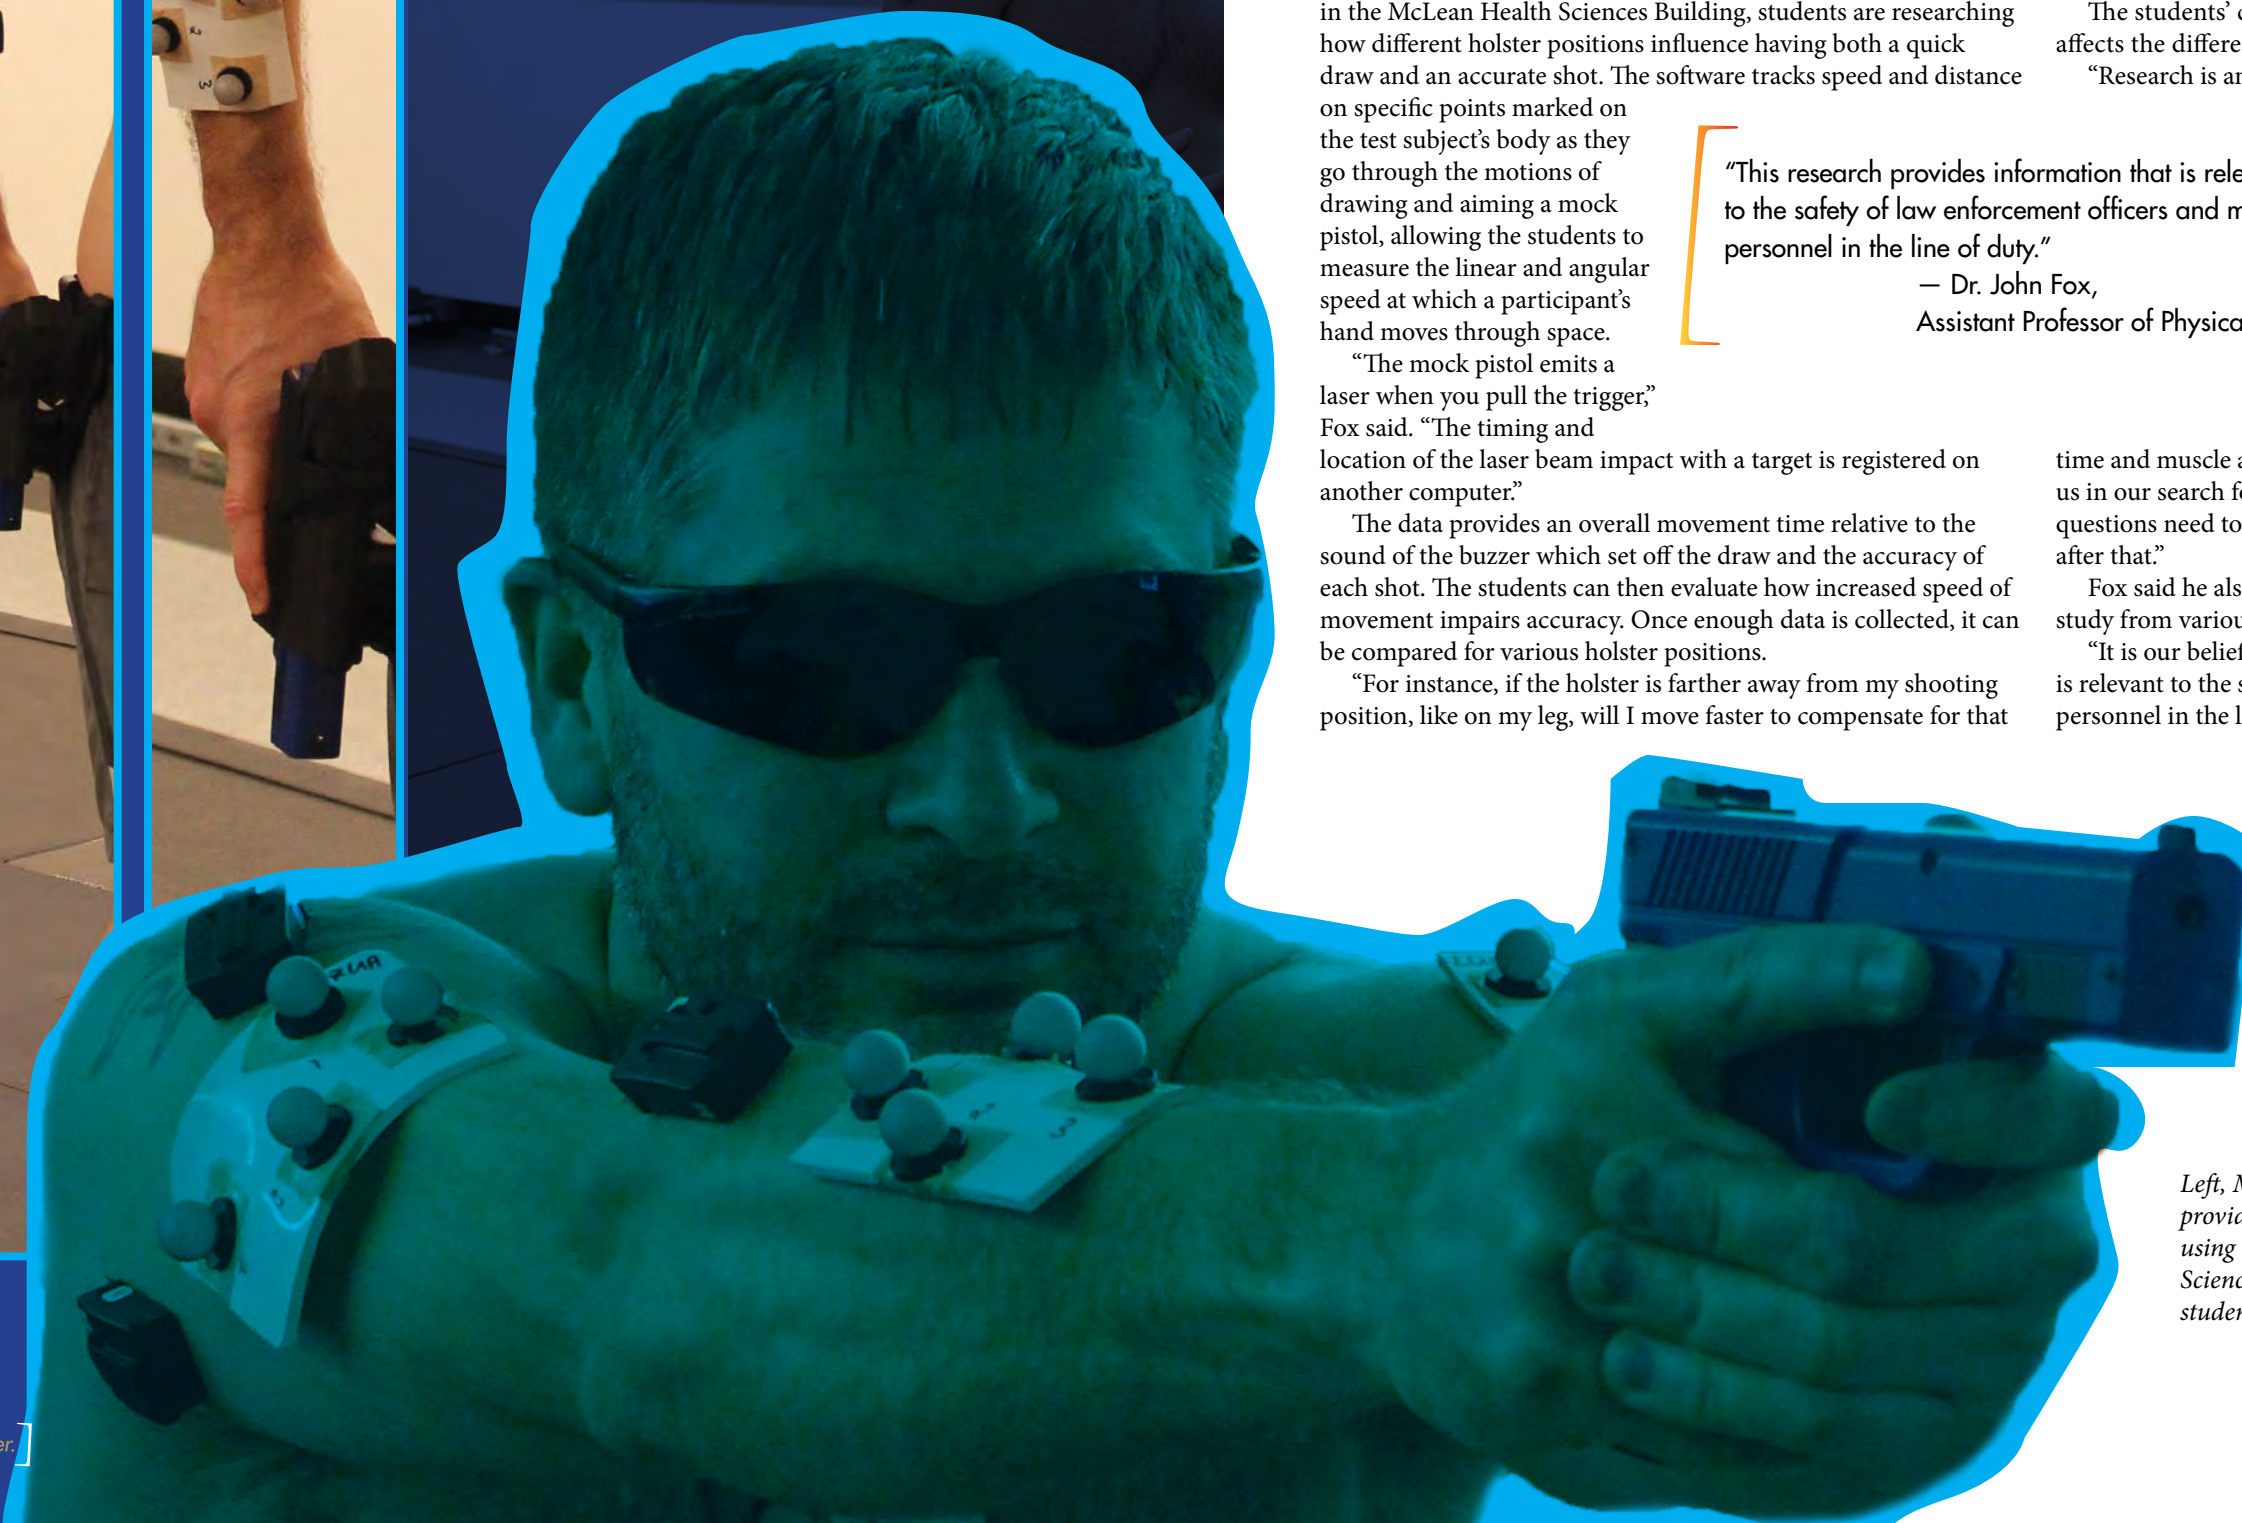 in the McLean Health Sciences Building, students are researching
how different holster positions influence having both a quick
draw and an accurate shot. The software tracks speed and distance
on specific points marked on
the test subject’s body as they
go through the motions of
drawing and aiming a mock
pistol, allowing the students to
measure the linear and angular
speed at which a participant’s
hand moves through space.
“The mock pistol emits a
laser when you pull the trigger,”
Fox said. “The timing and
location of the laser beam impact with a target is registered on
another computer.”
The data provides an overall movement time relative to the
sound of the buzzer which set off the draw and the accuracy of
each shot. The students can then evaluate how increased speed of
movement impairs accuracy. Once enough data is collected, it can
be compared for various holster positions.
“For instance, if the holster is farther away from my shooting
position, like on my leg, will I move faster to compensate for that
“This research provides information that is
to the safety of law enforcement officers and
personnel in the line of duty.”
— Dr. John Fox,
Assistant Professor of
The students’
affects the
“Research is
time and muscle
us in our search
questions need to
after that.”
Fox said he
study from
“It is our belief
is relevant to the
personnel in the
Left,
using
3
2
3